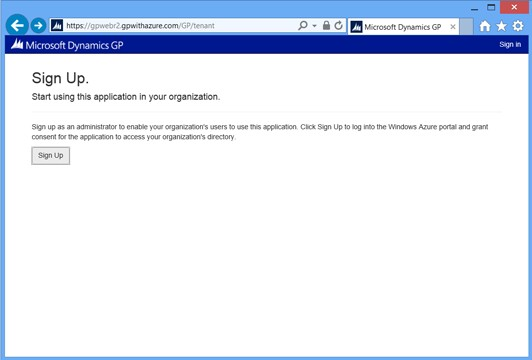 https://gpwebr2.gpwithazure.com/GP/tenant
Microsoft Dynamics GP
Microsoft Dynamics GP
Sign in
Sign Up.
Start using this application in your organization.
Sign up as an administrator to enable your organization's users to use this application. Click Sign Up to log into the Windows Azure portal and grant
consent for the application to access your organization's directory.
Sign Up